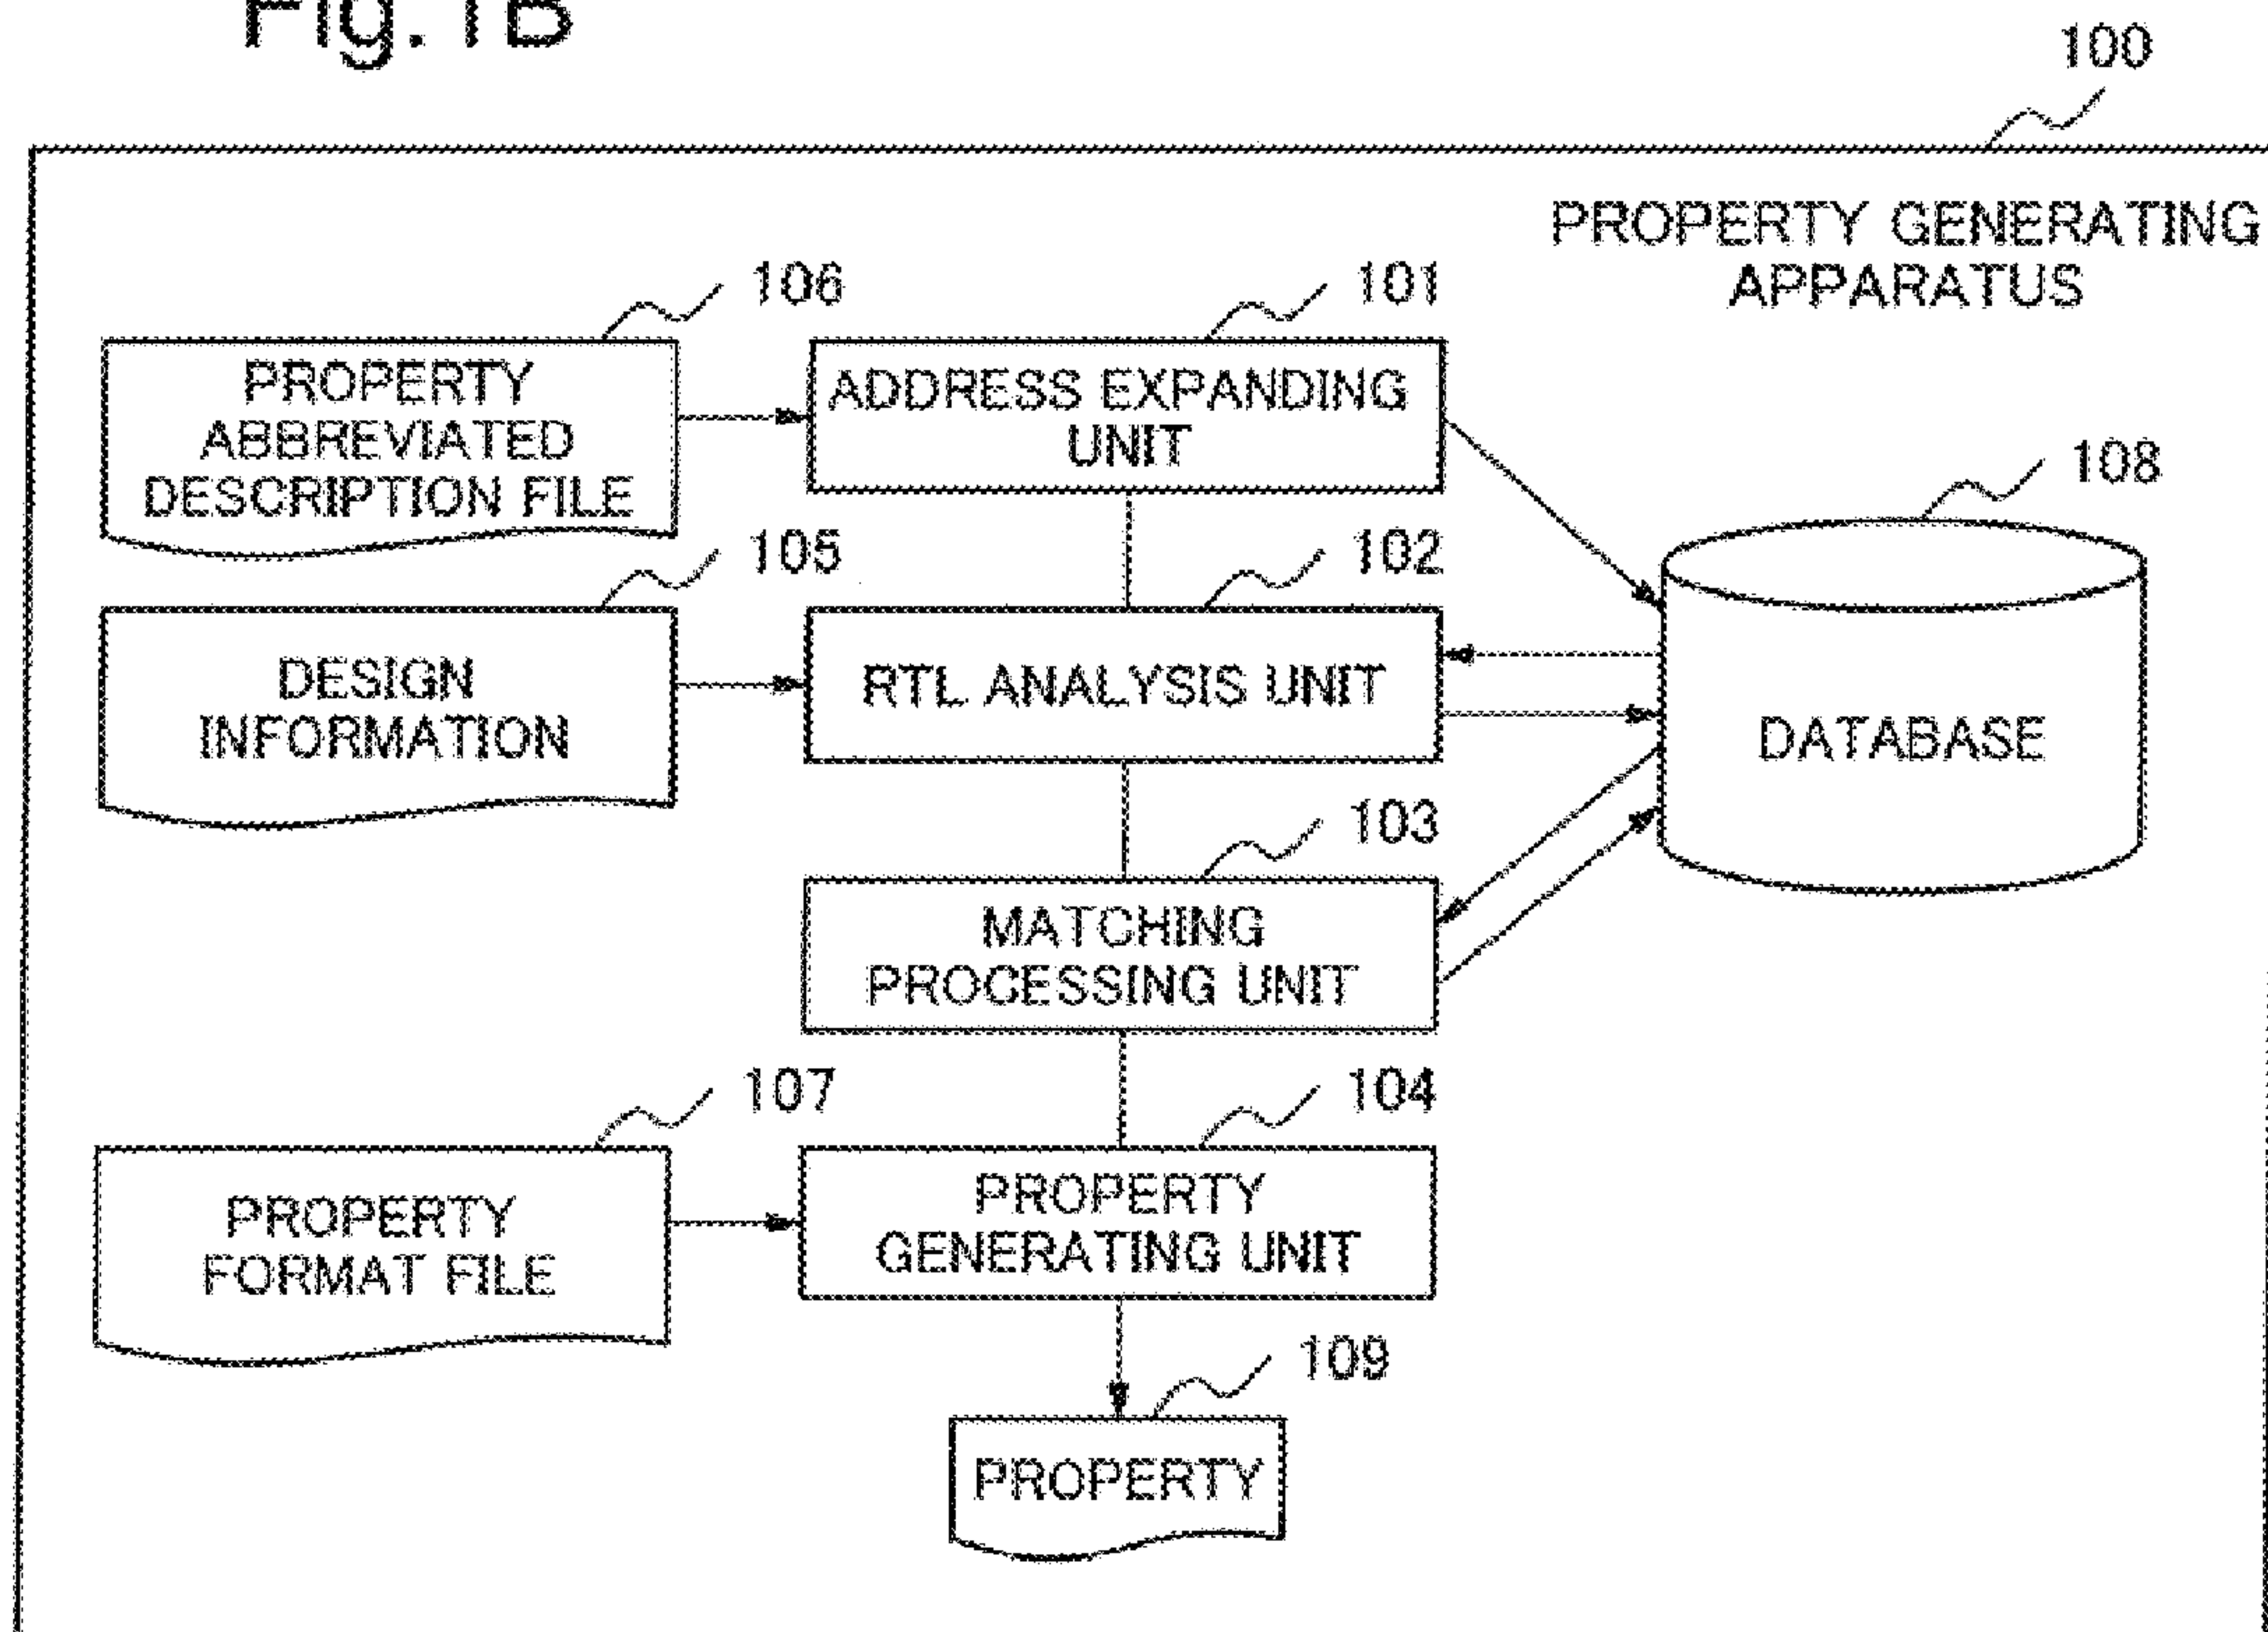 Fig.1B
100
PROPERTY GENERATING
APPARATUS
106
101
PROPERTY
ABBREVIATED
DESCRIPTION FILE
ADDRESS EXPANDING
UNIT
108
105
102
DESIGN
INFORMATION
RTL ANALYSIS UNIT
DATABASE
103
MATCHING
PROCESSING UNIT
107
104
PROPERTY
FORMAT FILE
PROPERTY
GENERATING UNIT
109
PROPERTY